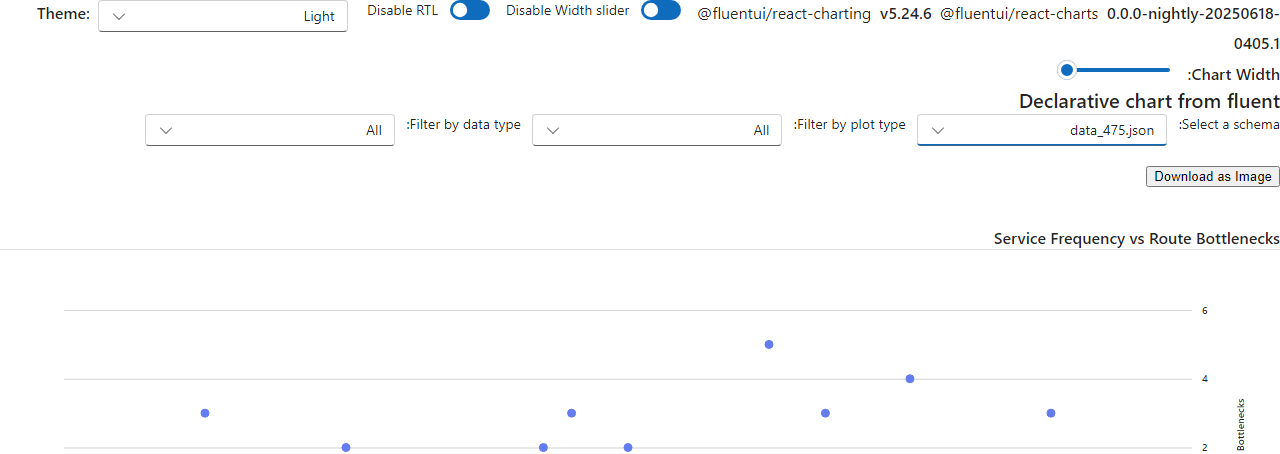 Theme: Light Disable RTL Disable Width slider @fluentui/react-charting v5.24.6 @fluentui/react-charts 0.0.0-nightly-20250618-
0405.1
:Chart Width
Declarative chart from fluent
:Select a schema data_475.json :Filter by plot type All :Filter by data type All
Download as Image
Service Frequency vs Route Bottlenecks
6
4
2
Bottlenecks